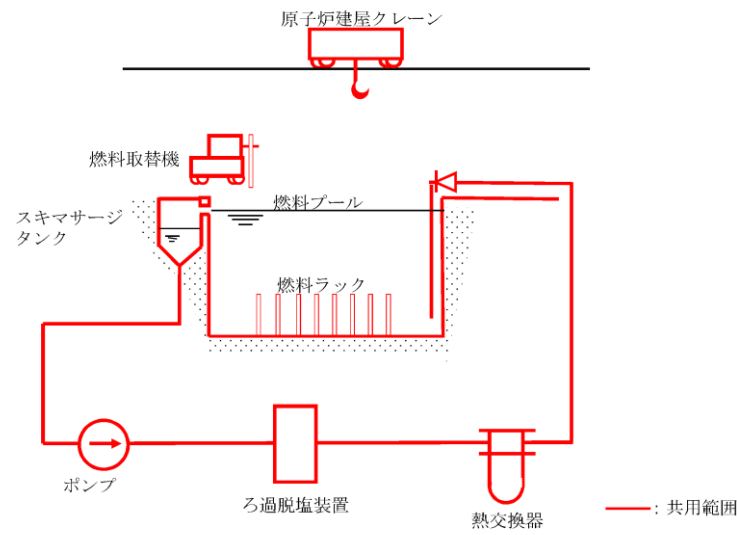 原子炉建屋クレーン
燃料取替機
燃料プール
スキマサージ
タンク
燃料ラック
ポンプ
ろ過脱塩装置
熱交換器
：共用範囲